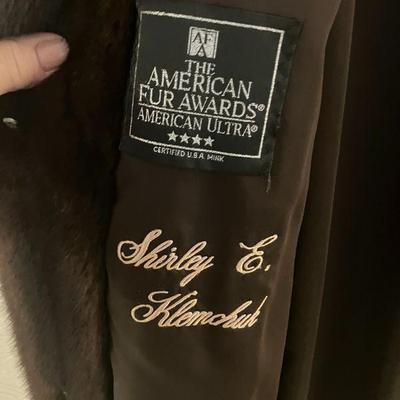 AFA
THE
AMERICAN
FUR AWARDS®
AMERICAN ULTRA®
★★★★
CERTIFIED U.S.A. MINK
Shirley E.
Klemchuk